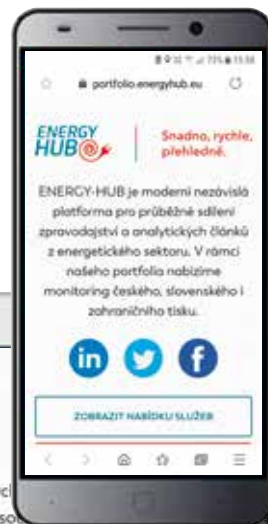 portfolio.energyhub.eu
ENERGY
HUB
Snadno, rychle,
přehledně.
ENERGY-HUB je moderní nezávislá
platforma pro průběžné sdílení
zpravodajství a analytických článků
z energetického sektoru. V rámci
našeho portfolia nabízíme
monitoring českého, slovenského i
zahraničního tisku.
in
f
ZOBRAZIT NABÍDKU SLUŽEB